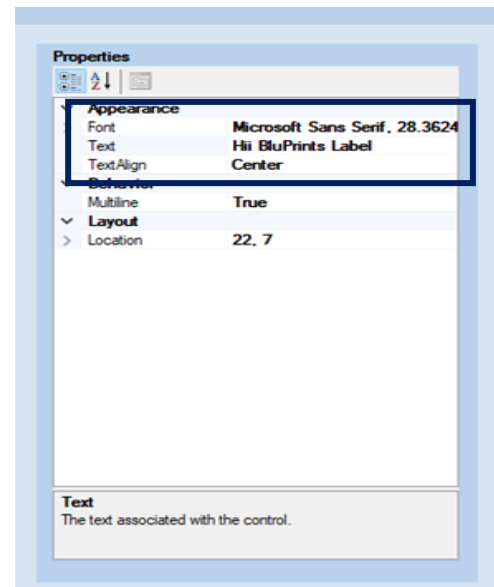 Properties
Appearance
Font Microsoft Sans Serif, 28.3624
Text Hii BluPrints Label
TextAlign Center
Behavior
Multiline True
Layout
Location 22, 7
Text
The text associated with the control.